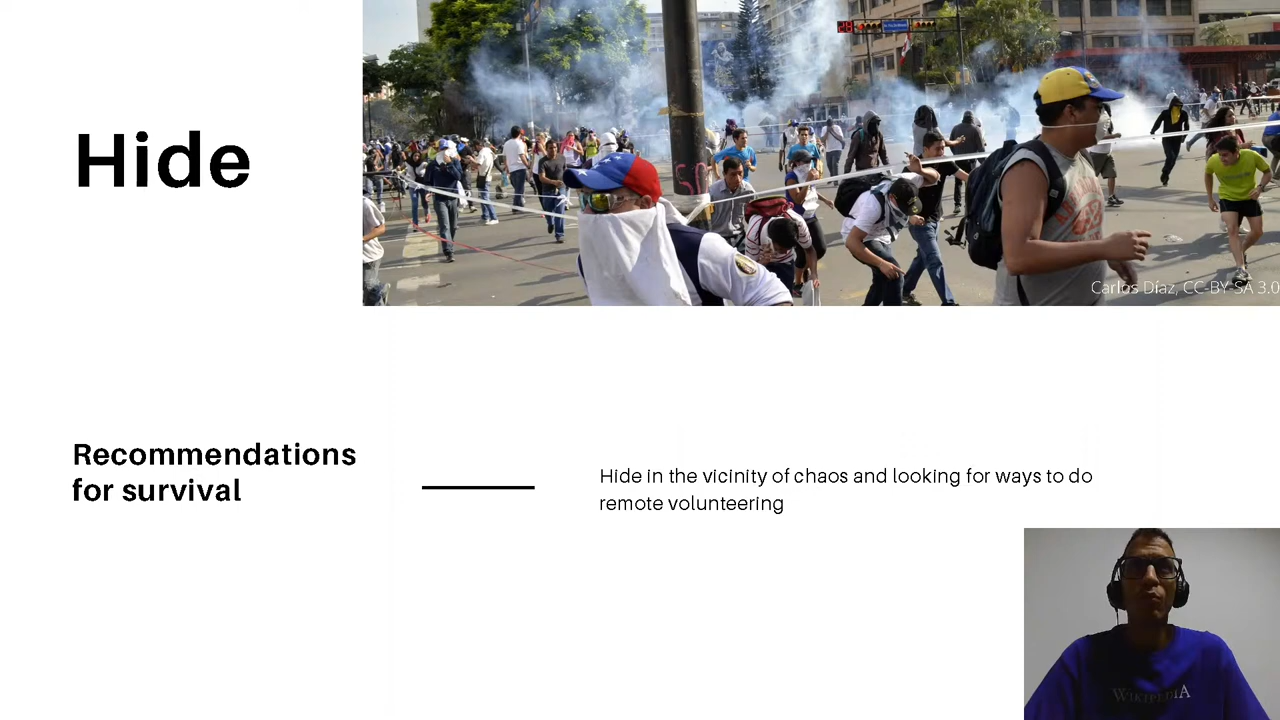 Hide
Carlos Díaz, CC-BY SA 3.0
Recommendations
for survival
Hide in the vicinity of chaos and looking for ways to do
remote volunteering
WIKIPEDIA